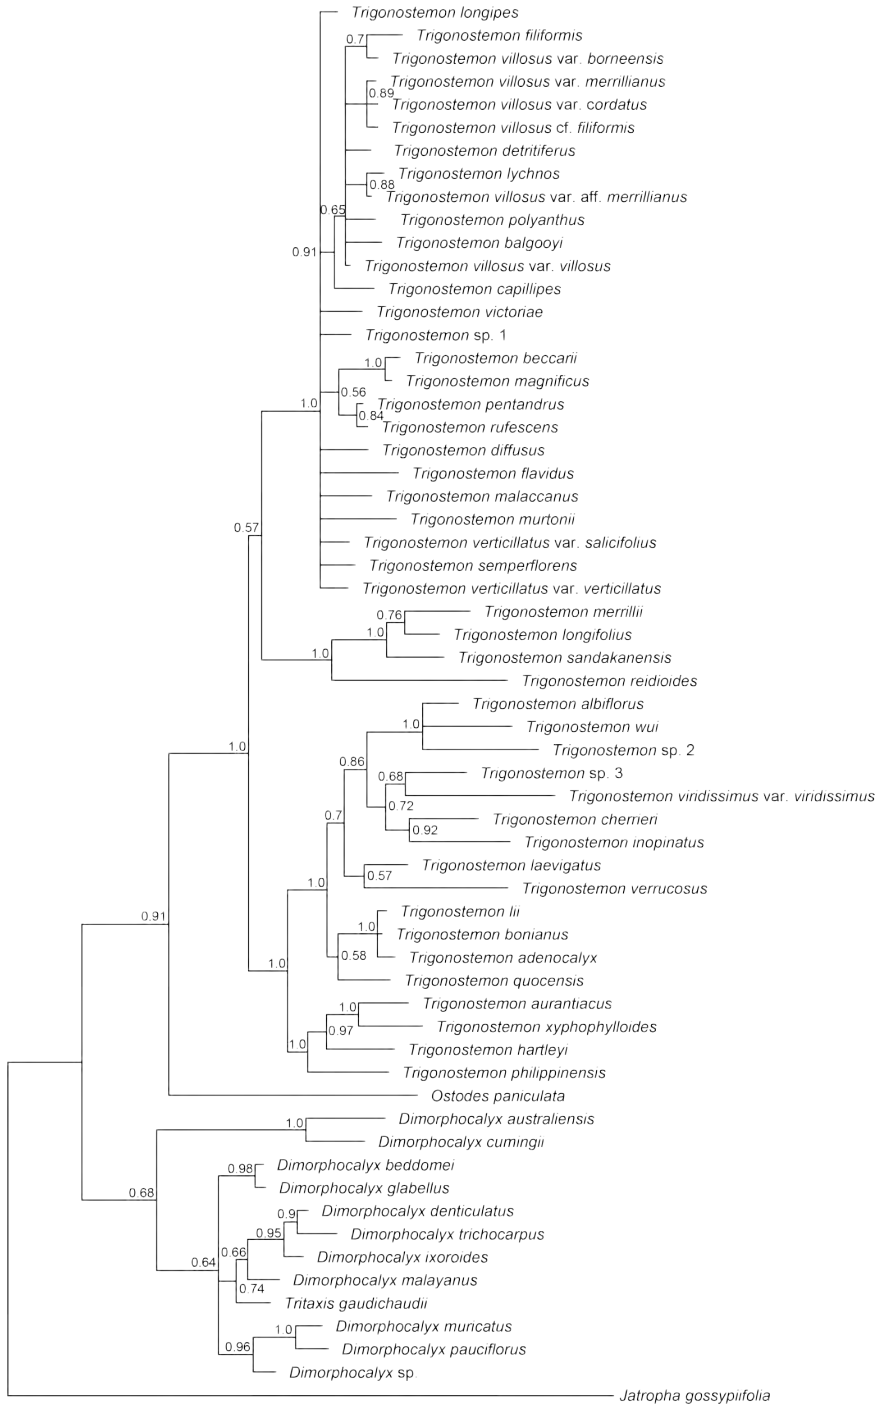 Trigonostemon longipes
0.7
Trigonostemon filiformis
Trigonostemon villosus var. borneensis
Trigonostemon villosus var. merrillianus
0.89
Trigonostemon villosus var. cordatus
Trigonostemon villosus cf. filiformis
Trigonostemon detritiferus
Trigonostemon lychnos
0.88
Trigonostemon villosus var. aff. merrillianus
0.65
Trigonostemon polyanthus
Trigonostemon balgooyi
0.91
Trigonostemon villosus var. villosus
Trigonostemon capillipes
Trigonostemon victoriae
Trigonostemon sp. 1
1.0
Trigonostemon beccarii
Trigonostemon magnificus
0.56
1.0
Trigonostemon pentandrus
0.84
Trigonostemon rufescens
Trigonostemon diffusus
Trigonostemon flavidus
Trigonostemon malaccanus
Trigonostemon murtonii
0.57
Trigonostemon verticillatus var. salicifolius
Trigonostemon semperflorens
Trigonostemon verticillatus var. verticillatus
0.76
Trigonostemon merrillii
1.0
Trigonostemon longifolius
1.0
Trigonostemon sandakanensis
Trigonostemon reidioides
Trigonostemon albiflorus
1.0
Trigonostemon wui
1.0
Trigonostemon sp. 2
0.86
0.68
Trigonostemon sp. 3
Trigonostemon viridissimus var. viridissimus
0.72
0.7
Trigonostemon cherrieri
0.92
Trigonostemon inopinatus
Trigonostemon laevigatus
0.57
1.0
Trigonostemon verrucosus
0.91
Trigonostemon lii
1.0
Trigonostemon bonianus
0.58
Trigonostemon adenocalyx
1.0
Trigonostemon quocensis
1.0
Trigonostemon aurantiacus
0.97
Trigonostemon xyphophylloides
1.0
Trigonostemon hartleyi
Trigonostemon philippinensis
Ostodes paniculata
1.0
Dimorphocalyx australiensis
Dimorphocalyx cumingii
0.98
Dimorphocalyx beddomei
0.68
Dimorphocalyx glabellus
0.9
Dimorphocalyx denticulatus
0.95
Dimorphocalyx trichocarpus
0.66
Dimorphocalyx ixoroides
0.64
Dimorphocalyx malayanus
0.74
Tritaxis gaudichaudii
1.0
Dimorphocalyx muricatus
0.96
Dimorphocalyx pauciflorus
Dimorphocalyx sp.
Jatropha gossypiifolia